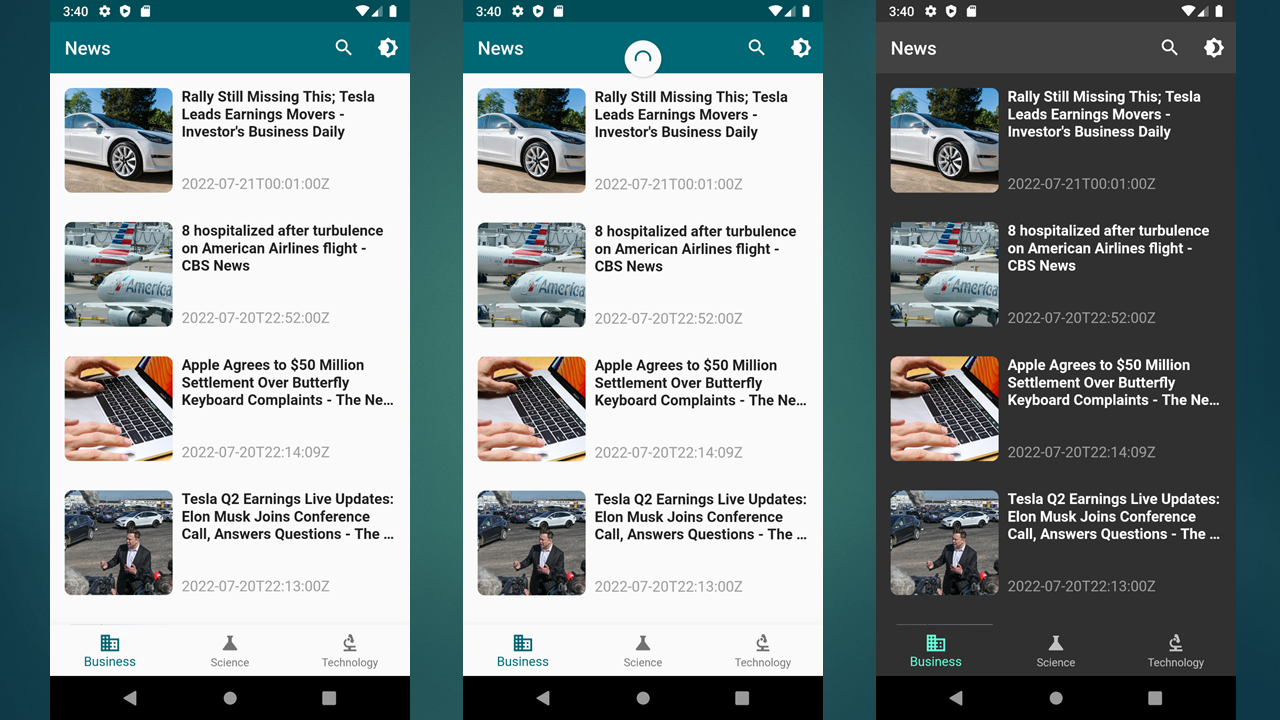 3:40
News
Rally Still Missing This; Tesla
Leads Earnings Movers -
Investor's Business Daily
2022-07-21T00:01:00Z
8 hospitalized after turbulence
on American Airlines flight -
CBS News
2022-07-20T22:52:00Z
America
Apple Agrees to $50 Million
Settlement Over Butterfly
Keyboard Complaints - The Ne...
2022-07-20T22:14:09Z
Tesla Q2 Earnings Live Updates:
Elon Musk Joins Conference
Call, Answers Questions - The ...
2022-07-20T22:13:00Z
Business Science Technology
3:40
News
Rally Still Missing This; Tesla
Leads Earnings Movers -
Investor's Business Daily
2022-07-21T00:01:00Z
8 hospitalized after turbulence
on American Airlines flight -
CBS News
2022-07-20T22:52:00Z
America
Apple Agrees to $50 Million
Settlement Over Butterfly
Keyboard Complaints - The Ne...
2022-07-20T22:14:09Z
Tesla Q2 Earnings Live Updates:
Elon Musk Joins Conference
Call, Answers Questions - The ...
2022-07-20T22:13:00Z
Business Science Technology
3:40
News
Rally Still Missing This; Tesla
Leads Earnings Movers -
Investor's Business Daily
2022-07-21T00:01:00Z
8 hospitalized after turbulence
on American Airlines flight -
CBS News
2022-07-20T22:52:00Z
America
Apple Agrees to $50 Million
Settlement Over Butterfly
Keyboard Complaints - The Ne...
2022-07-20T22:14:09Z
Tesla Q2 Earnings Live Updates:
Elon Musk Joins Conference
Call, Answers Questions - The ...
2022-07-20T22:13:00Z
Business Science Technology